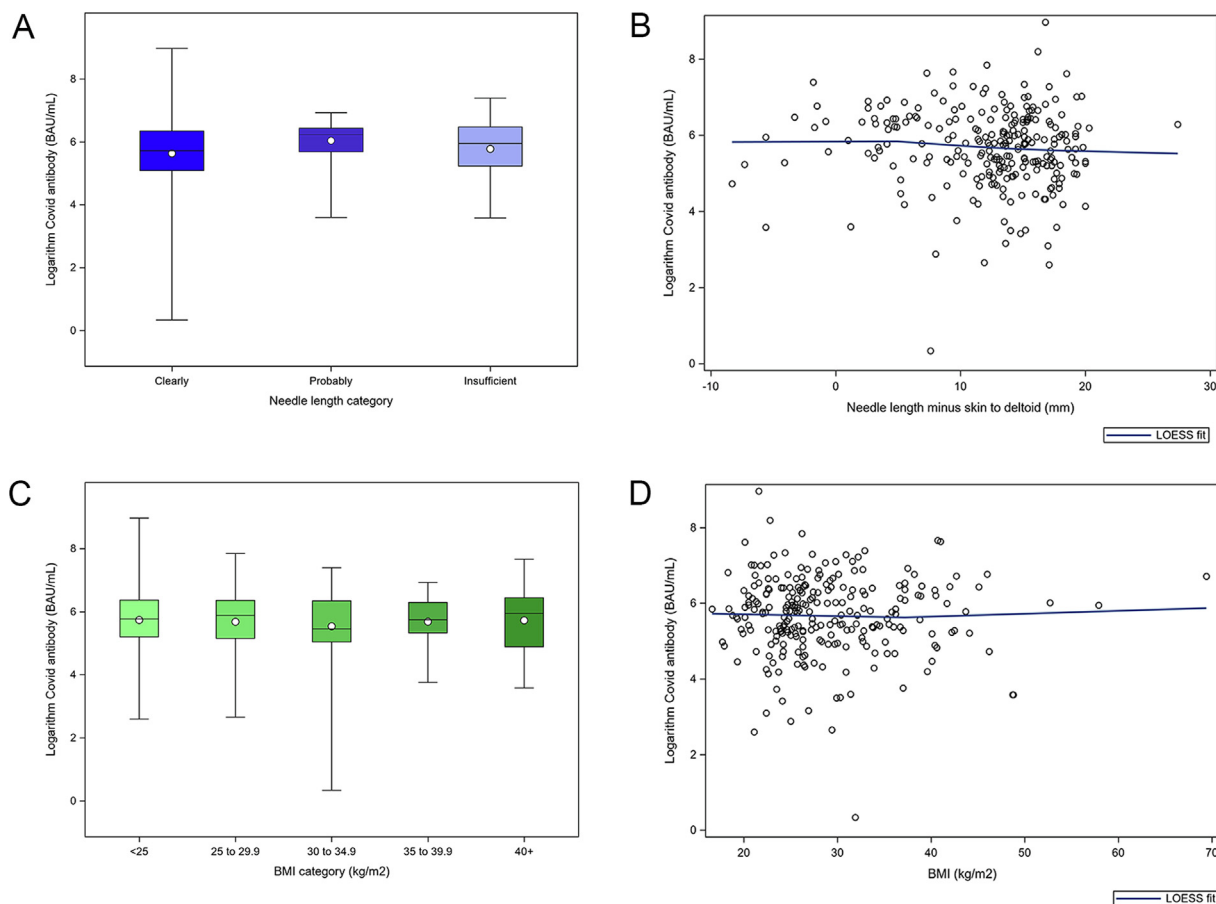 A
Logarithm Covid antibody (BAU/mL)
8
6
4
2
0
Clearly Probably Insufficient
Needle length category
B
Logarithm Covid antibody (BAU/mL)
8
6
4
2
0
-10 0 10 20 30
Needle length minus skin to deltoid (mm)
LOESS fit
C
Logarithm Covid antibody (BAU/mL)
8
6
4
2
0
<25 25 to 29.9 30 to 34.9 35 to 39.9 40+
BMI category (kg/m2)
D
Logarithm Covid antibody (BAU/mL)
8
6
4
2
0
20 30 40 50 60 70
BMI (kg/m2)
LOESS fit